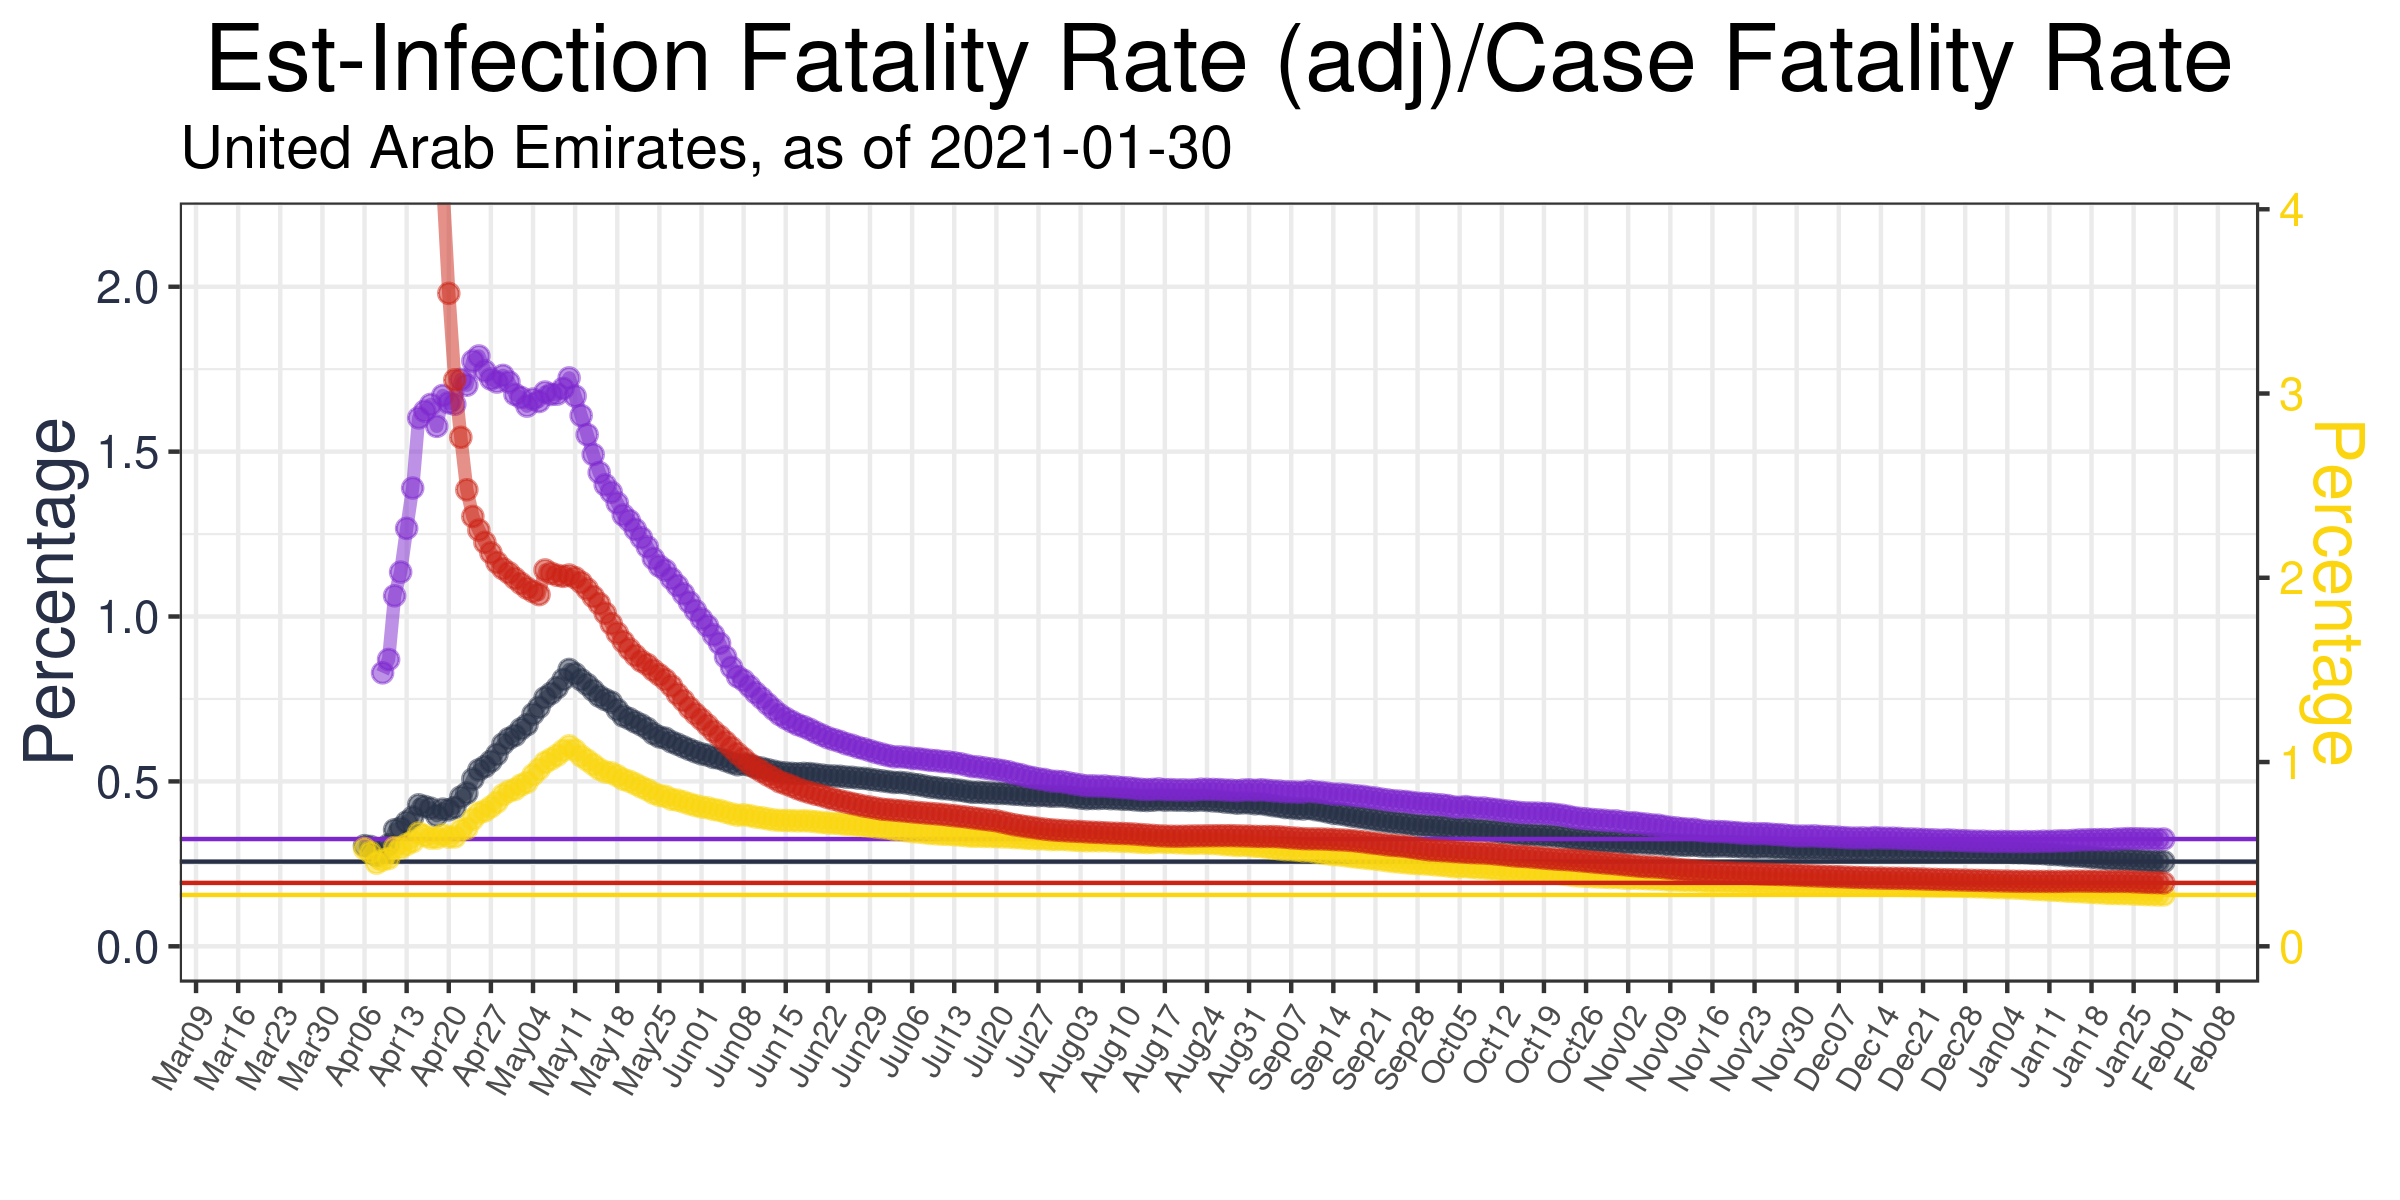 Est-Infection Fatality Rate (adj)/Case Fatality Rate
United Arab Emirates, as of 2021-01-30
Percentage
2.0
1.5
1.0
0.5
0.0
4
3
2
1
0
Percentage
Mar09 Mar16 Mar23 Mar30 Apr06 Apr13 Apr20 Apr27 May04 May11 May18 May25 Jun01 Jun08 Jun15 Jun22 Jun29 Jul06 Jul13 Jul20 Jul27 Aug03 Aug10 Aug17 Aug24 Aug31 Sep07 Sep14 Sep21 Sep28 Oct05 Oct12 Oct19 Oct26 Nov02 Nov09 Nov16 Nov23 Nov30 Dec07 Dec14 Dec21 Dec28 Jan04 Jan11 Jan18 Jan25 Feb01 Feb08